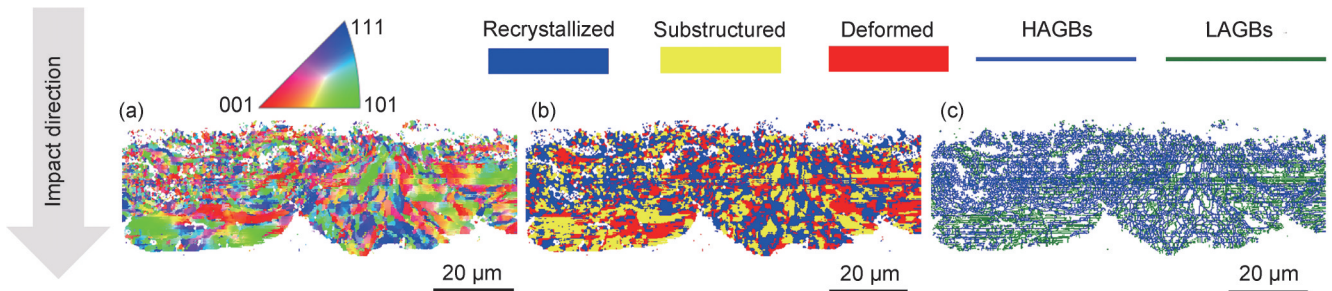 Impact direction
111
001
101
Recrystallized
Substructured
Deformed
HAGBs
LAGBs
(a)
(b)
(c)
20 μm
20 μm
20 μm